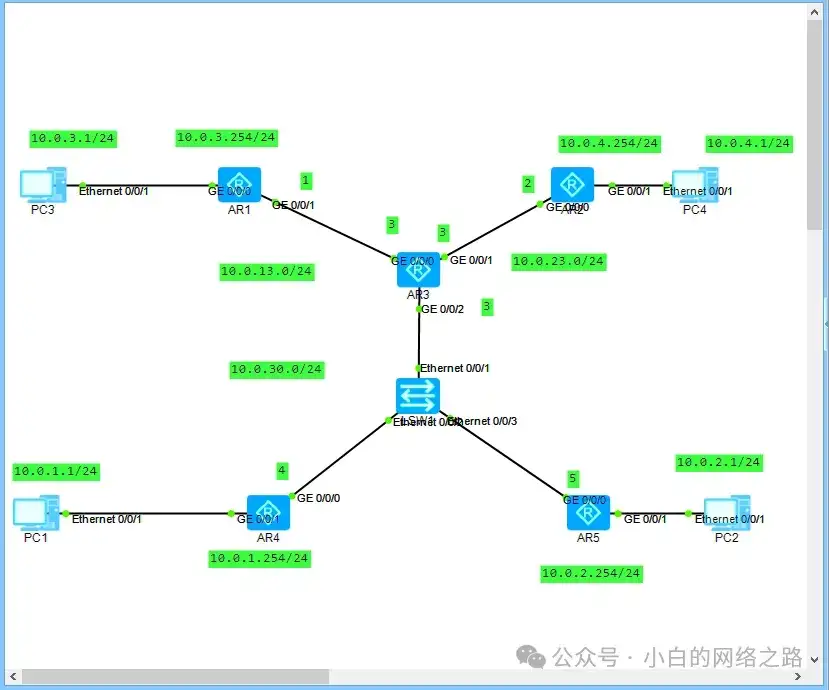 10.0.3.1/24
10.0.3.254/24
10.0.4.254/24
10.0.4.1/24
1
2
Ethernet 0/0/1
GE 0/0/0
GE 0/0/1
Ethernet 0/0/1
PC3
AR1
GE 0/0/1
GE 0/0/0
AR2
PC4
3
3
GE 0/0/0
GE 0/0/1
10.0.23.0/24
10.0.13.0/24
AR3
GE 0/0/2
3
10.0.30.0/24
Ethernet 0/0/1
LSW1
Ethernet 0/0/2
Ethernet 0/0/3
10.0.1.1/24
4
5
10.0.2.1/24
GE 0/0/0
GE 0/0/0
Ethernet 0/0/1
GE 0/0/1
GE 0/0/1
Ethernet 0/0/1
PC1
AR4
AR5
PC2
10.0.1.254/24
10.0.2.254/24
公众号 · 小白的网络之路